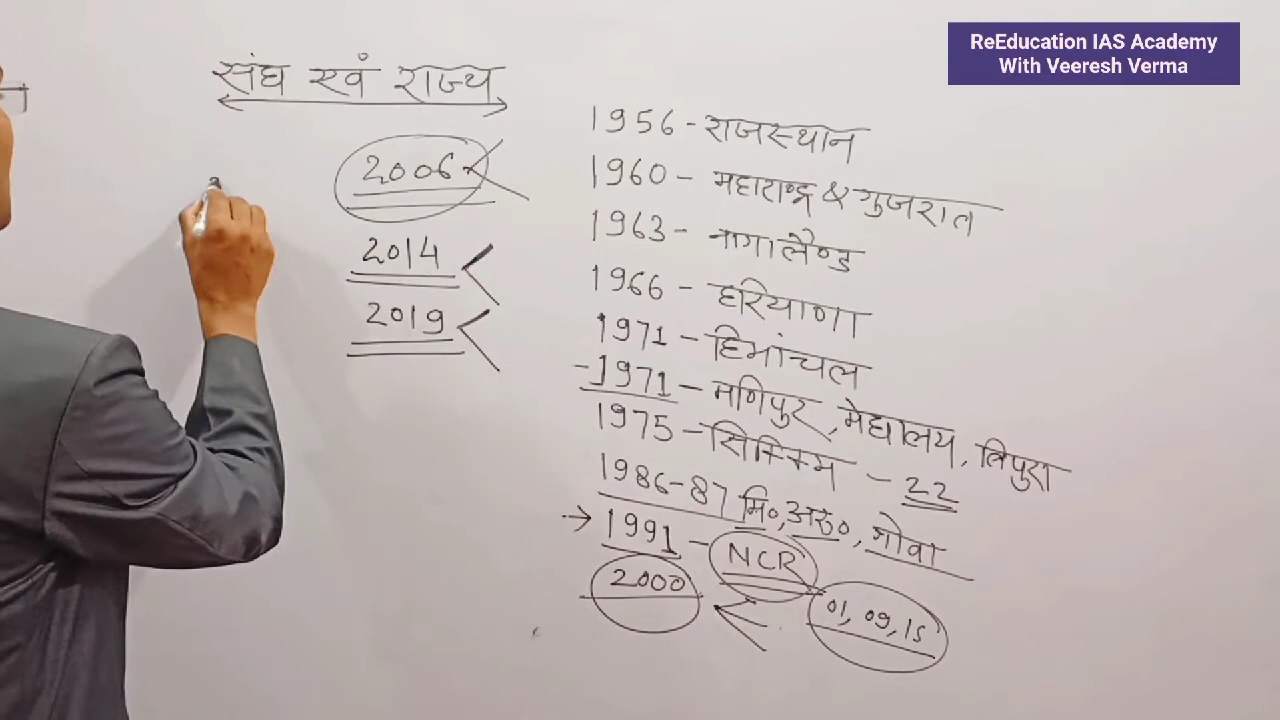 ReEducation IAS Academy
With Veeresh Verma
संघ एवं राज्य
2006
2014
2019
1956 - राजस्थान
1960 - महाराष्ट्र & गुजरात
1963 - नागालैण्ड
1966 - हरियाणा
1971 - हिमांचल
-1971 - मणिपुर, मेघालय, त्रिपुरा
1975 - सिक्किम - 22
1986-87 मि०, अरु०, गोवा
→ 1991 - NCR
2000 < 01, 09, 15